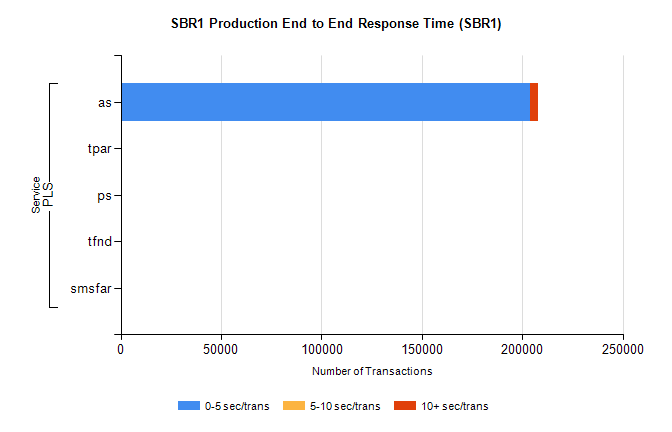 SBR1 Production End to End Response Time (SBR1)
Service
PLS
as
tpar
ps
tfnd
smsfar
0 50000 100000 150000 200000 250000
Number of Transactions
0-5 sec/trans 5-10 sec/trans 10+ sec/trans